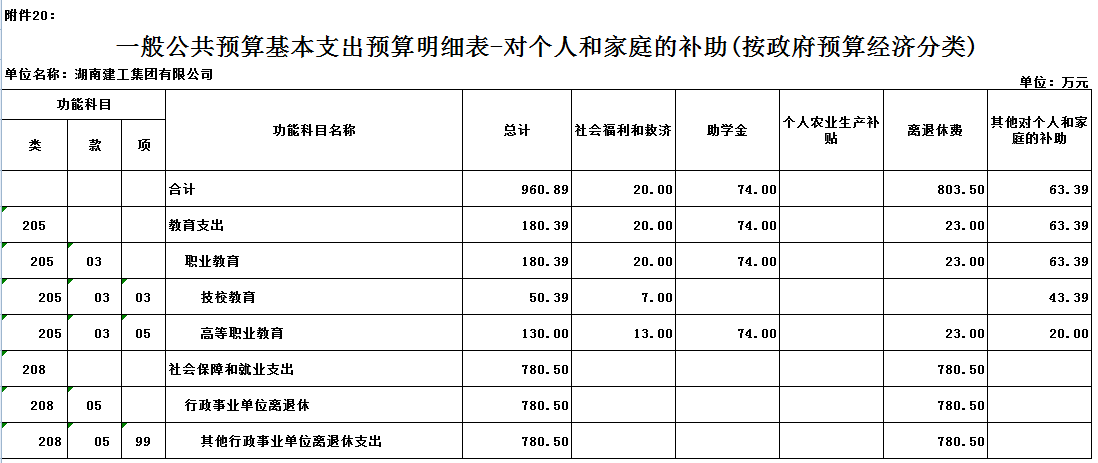 附件20:
一般公共预算基本支出预算明细表-对个人和家庭的补助(按政府预算经济分类)
单位名称: 湖南建工集团有限公司
单位: 万元
功能科目 功能科目名称 总计 社会福利和救济 助学金 个人农业生产补贴 离退休费 其他对个人和家庭的补助
类 款 项
合计 960.89 20.00 74.00 803.50 63.39
205 教育支出 180.39 20.00 74.00 23.00 63.39
205 03 职业教育 180.39 20.00 74.00 23.00 63.39
205 03 03 技校教育 50.39 7.00 43.39
205 03 05 高等职业教育 130.00 13.00 74.00 23.00 20.00
208 社会保障和就业支出 780.50 780.50
208 05 行政事业单位离退休 780.50 780.50
208 05 99 其他行政事业单位离退休支出 780.50 780.50